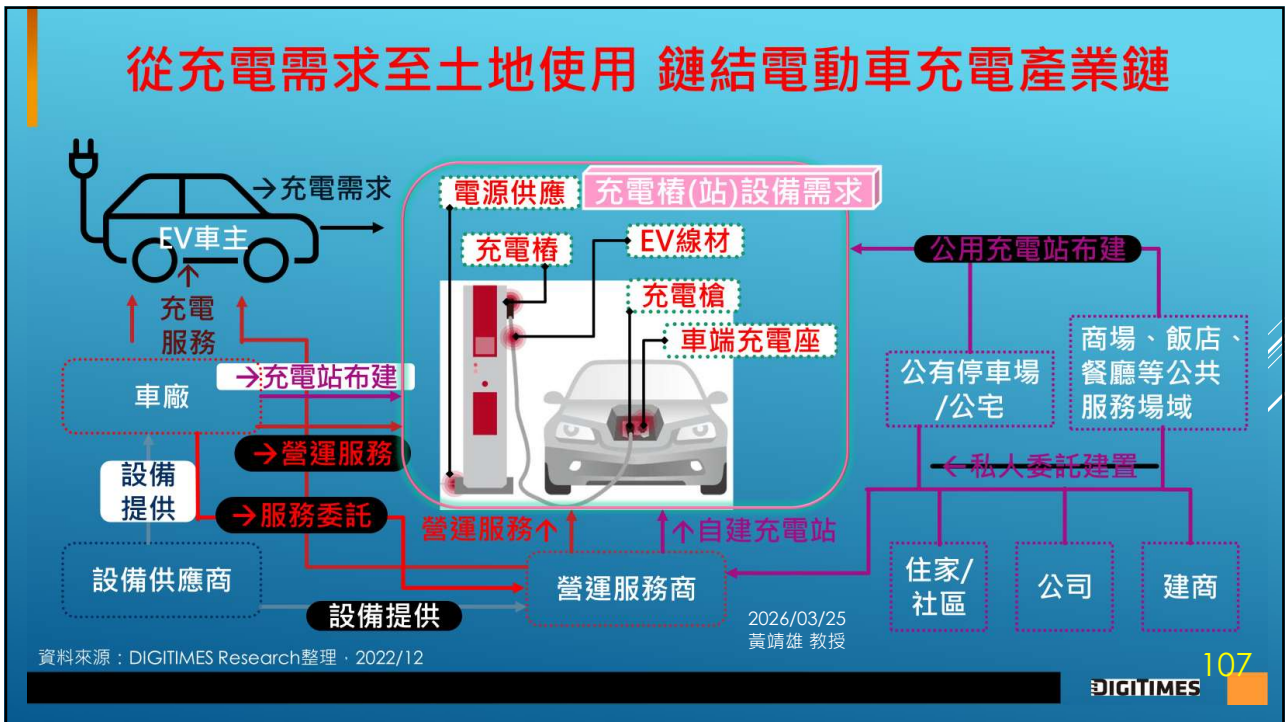 從充電需求至土地使用 鏈結電動車充電產業鏈
→充電需求
EV車主
↑
充電
服務
電源供應
充電樁(站)設備需求
充電樁
EV線材
充電槍
車端充電座
公用充電站布建
公有停車場
/公宅
商場、飯店、
餐廳等公共
服務場域
車廠
→充電站布建
→營運服務
設備
提供
→服務委託
←私人委託建置
營運服務↑
↑自建充電站
設備供應商
設備提供
營運服務商
住家/
社區
公司
建商
2026/03/25
黃靖雄 教授
資料來源：DIGITIMES Research整理，2022/12
DIGITIMES
107